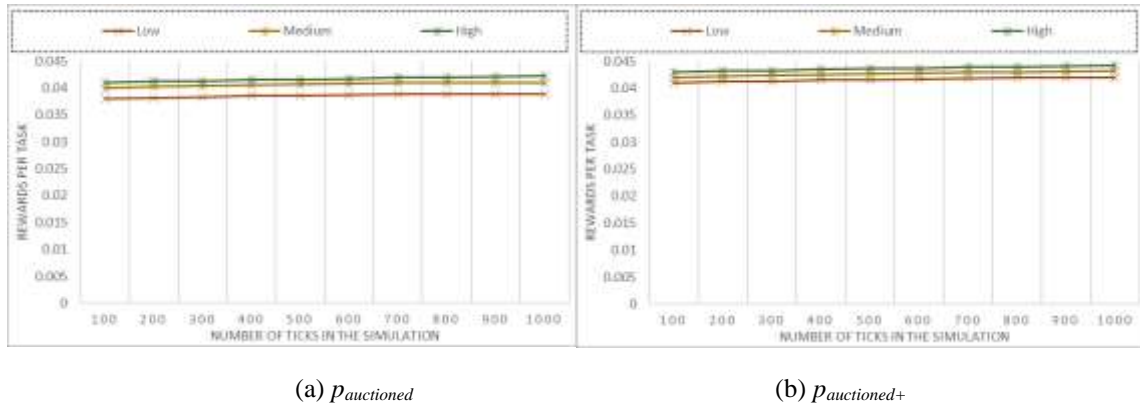 Low Medium High
0.045
0.04
0.035
0.03
0.025
0.02
0.015
0.01
0.005
0
REWARDS PER TASK
100 200 300 400 500 600 700 800 900 1000
NUMBER OF TICKS IN THE SIMULATION
(a) pauctioned
Low Medium High
0.045
0.04
0.035
0.03
0.025
0.02
0.015
0.01
0.005
0
REWARDS PER TASK
100 200 300 400 500 600 700 800 900 1000
NUMBER OF TICKS IN THE SIMULATION
(b) pauctioned+